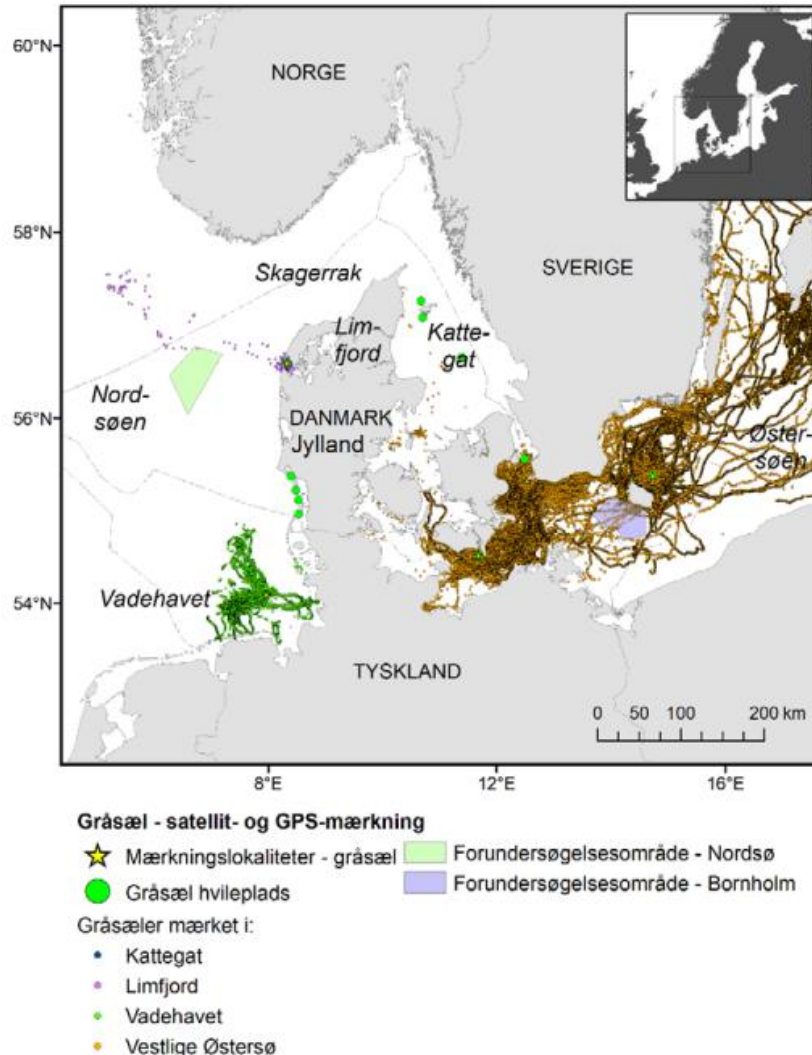 60°
NORGE
58°
Skagerrak
SVERIGE
Lim-
fjord
Katte-
gat
Nord-
søen
56°
DANMARK
Jylland
Øster-
søen
Vadehavet
54°
TYSKLAND
0 50 100 200 km
8°E 12°E 16°E
Gråsæl - satellit- og GPS-mærkning
Mærkningslokaliteter - gråsæl
Gråsæl hvileplads
Forundersøgelsesområde - Nordsø
Forundersøgelsesområde - Bornholm
Gråsæler mærket i:
Kattegat
Limfjord
Vadehavet
Vestlige Østersø